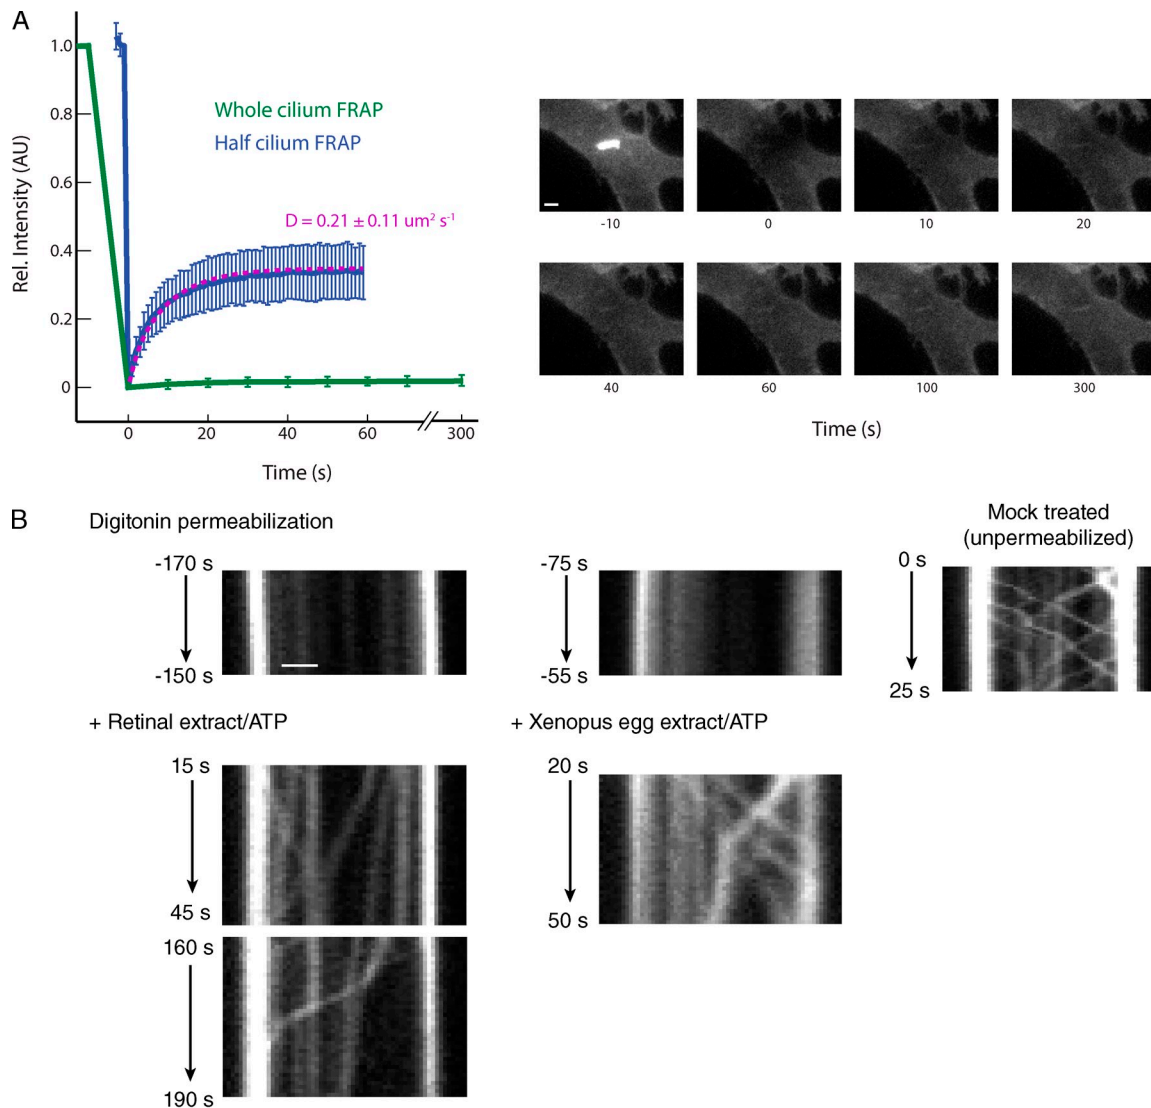 A
1.0
0.8
0.6
0.4
0.2
0
Rel. Intensity (AU)
Whole cilium FRAP
Half cilium FRAP
D = 0.21 ± 0.11 um² s⁻¹
0 20 40 60 300
Time (s)
-10 0 10 20
40 60 100 300
Time (s)
B
Digitonin permeabilization
-170 s
-150 s
-75 s
-55 s
Mock treated
(unpermeabilized)
0 s
25 s
+ Retinal extract/ATP
15 s
45 s
160 s
190 s
+ Xenopus egg extract/ATP
20 s
50 s